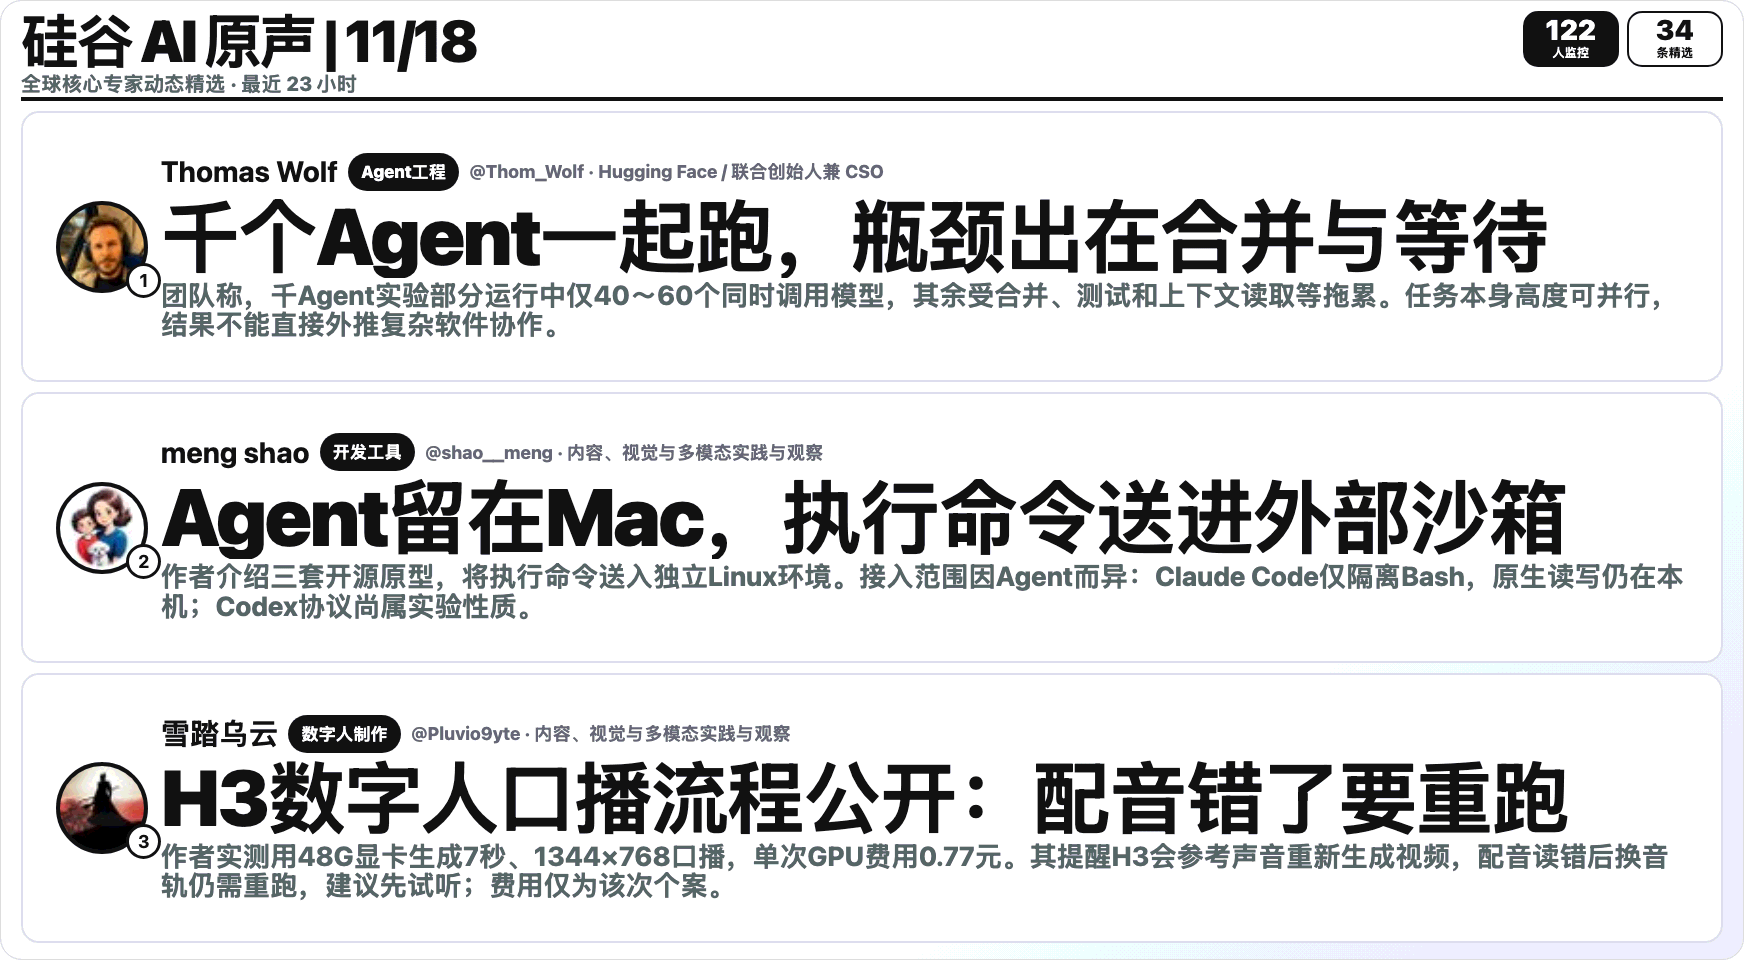 硅谷 AI 原声 | 11/18
全球核心专家动态精选 · 最近 23 小时
122
人监控
34
条精选
Thomas Wolf Agent工程 @Thom_Wolf · Hugging Face / 联合创始人兼 CSO
千个Agent一起跑，瓶颈出在合并与等待
1
团队称，千Agent实验部分运行中仅40～60个同时调用模型，其余受合并、测试和上下文读取等拖累。任务本身高度可并行，
结果不能直接外推复杂软件协作。
meng shao 开发工具 @shao__meng · 内容、视觉与多模态实践与观察
Agent留在Mac，执行命令送进外部沙箱
2
作者介绍三套开源原型，将执行命令送入独立Linux环境。接入范围因Agent而异：Claude Code仅隔离Bash，原生读写仍在本
机；Codex协议尚属实验性质。
雪踏乌云 数字人制作 @Pluvio9yte · 内容、视觉与多模态实践与观察
H3数字人口播流程公开：配音错了要重跑
3
作者实测用48G显卡生成7秒、1344×768口播，单次GPU费用0.77元。其提醒H3会参考声音重新生成视频，配音读错后换音
轨仍需重跑，建议先试听；费用仅为该次个案。